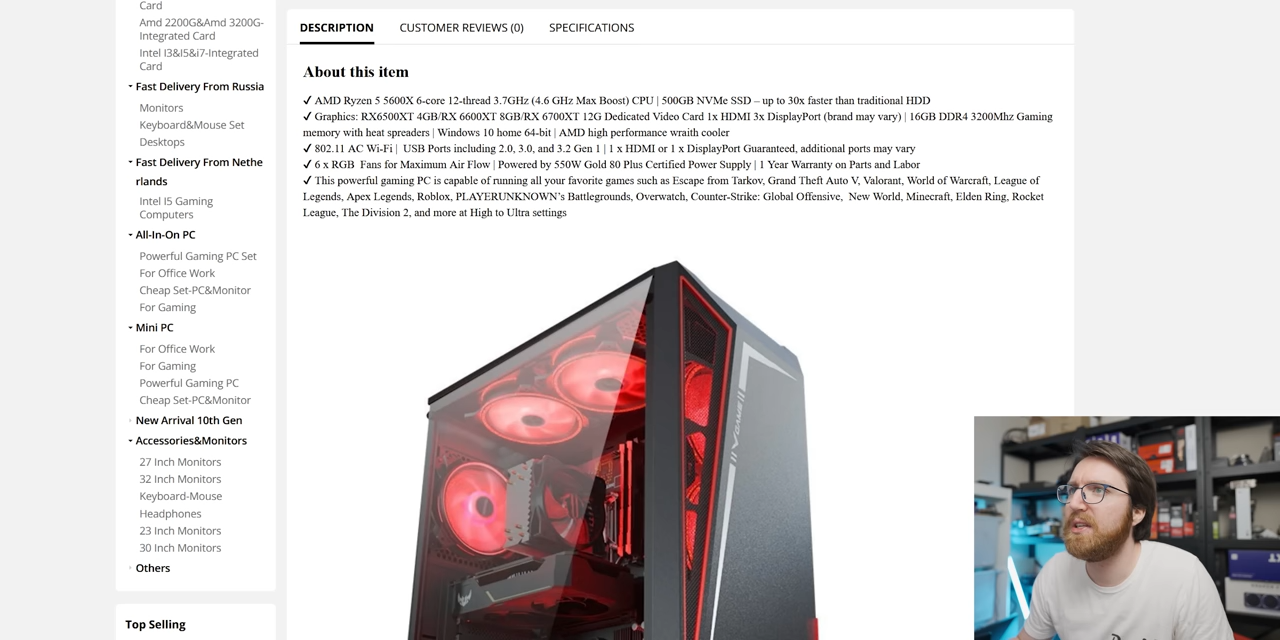 Card
Amd 2200G&Amd 3200G-
Integrated Card
Intel I3&I5&i7-Integrated
Card
Fast Delivery From Russia
Monitors
Keyboard&Mouse Set
Desktops
Fast Delivery From Nethe
rlands
Intel I5 Gaming
Computers
All-In-On PC
Powerful Gaming PC Set
For Office Work
Cheap Set-PC&Monitor
For Gaming
Mini PC
For Office Work
For Gaming
Powerful Gaming PC
Cheap Set-PC&Monitor
New Arrival 10th Gen
Accessories&Monitors
27 Inch Monitors
32 Inch Monitors
Keyboard-Mouse
Headphones
23 Inch Monitors
30 Inch Monitors
Others
Top Selling
DESCRIPTION CUSTOMER REVIEWS (0) SPECIFICATIONS
About this item
✓ AMD Ryzen 5 5600X 6-core 12-thread 3.7GHz (4.6 GHz Max Boost) CPU | 500GB NVMe SSD – up to 30x faster than traditional HDD
✓ Graphics: RX6500XT 4GB/RX 6600XT 8GB/RX 6700XT 12G Dedicated Video Card 1x HDMI 3x DisplayPort (brand may vary) | 16GB DDR4 3200Mhz Gaming
memory with heat spreaders | Windows 10 home 64-bit | AMD high performance wraith cooler
✓ 802.11 AC Wi-Fi | USB Ports including 2.0, 3.0, and 3.2 Gen 1 | 1 x HDMI or 1 x DisplayPort Guaranteed, additional ports may vary
✓ 6 x RGB Fans for Maximum Air Flow | Powered by 550W Gold 80 Plus Certified Power Supply | 1 Year Warranty on Parts and Labor
✓ This powerful gaming PC is capable of running all your favorite games such as Escape from Tarkov, Grand Theft Auto V, Valorant, World of Warcraft, League of
Legends, Apex Legends, Roblox, PLAYERUNKNOWN’s Battlegrounds, Overwatch, Counter-Strike: Global Offensive, New World, Minecraft, Elden Ring, Rocket
League, The Division 2, and more at High to Ultra settings